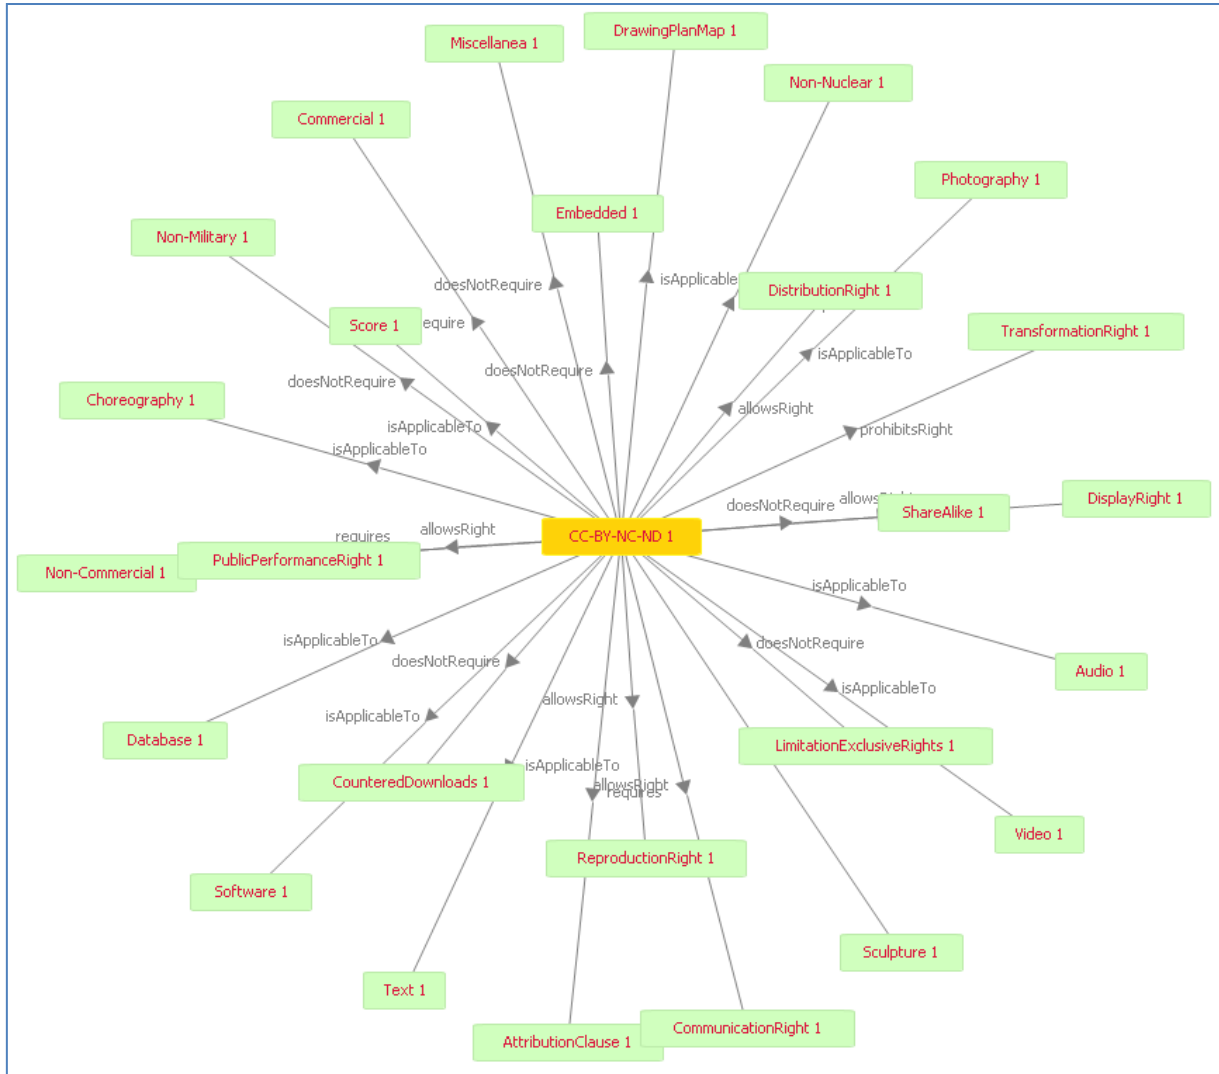 DrawingPlanMap 1
Miscellanea 1
Non-Nuclear 1
Commercial 1
Photography 1
Embedded 1
Non-Military 1
isApplicable
doesNotRequire
DistributionRight 1
Score 1
equire
TransformationRight 1
isApplicableTo
doesNotRequire
doesNotRequire
Choreography 1
allowsRight
isApplicableTo
prohibitsRight
isApplicableTo
DisplayRight 1
allowsRight
doesNotRequire
ShareAlike 1
allowsRight
requires
CC-BY-NC-ND 1
PublicPerformanceRight 1
Non-Commercial 1
isApplicableTo
isApplicableTo
doesNotRequire
doesNotRequire
Audio 1
isApplicableTo
allowsRight
isApplicableTo
Database 1
LimitationExclusiveRights 1
isApplicableTo
CounteredDownloads 1
allowsRight
requires
Video 1
ReproductionRight 1
Software 1
Sculpture 1
Text 1
CommunicationRight 1
AttributionClause 1